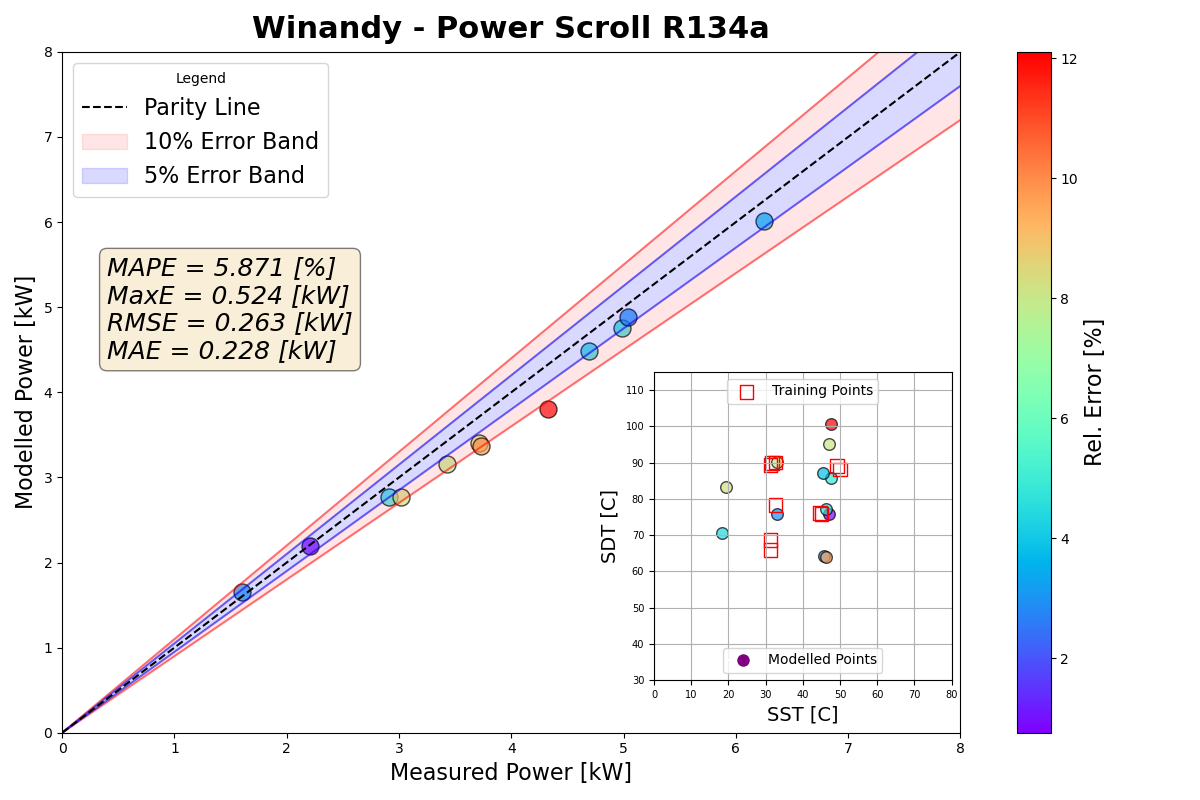 Winandy - Power Scroll R134a
Legend
Parity Line
10% Error Band
5% Error Band
MAPE = 5.871 [%]
MaxE = 0.524 [kW]
RMSE = 0.263 [kW]
MAE = 0.228 [kW]
Modelled Power [kW]
8
7
6
5
4
3
2
1
0
0 1 2 3 4 5 6 7 8
Measured Power [kW]
Training Points
Modelled Points
SDT [C]
110
100
90
80
70
60
50
40
30
0 10 20 30 40 50 60 70 80
SST [C]
12
10
8
6
4
2
Rel. Error [%]